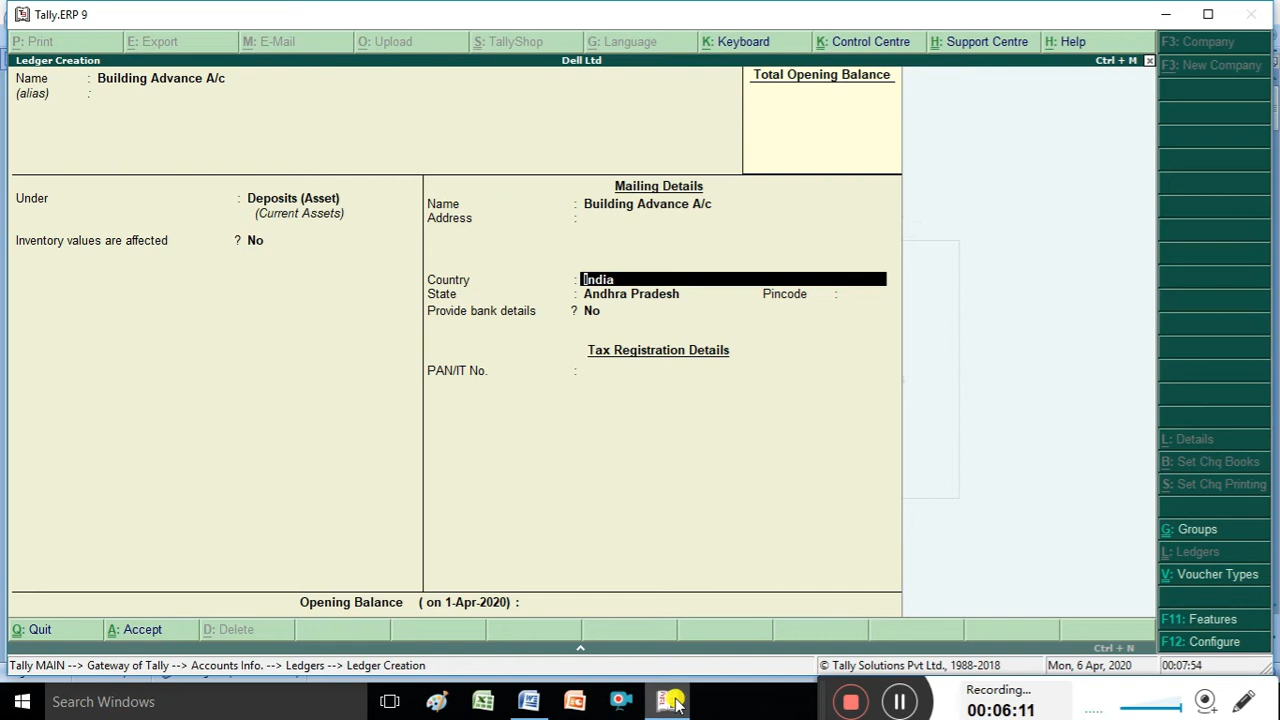 Tally.ERP 9
P: Print E: Export M: E-Mail O: Upload S: TallyShop G: Language K: Keyboard K: Control Centre H: Support Centre H: Help F3: Company
Ledger Creation Dell Ltd Ctrl + M F3: New Company
Name : Building Advance A/c
(alias) :
Total Opening Balance
Under : Deposits (Asset)
(Current Assets)
Inventory values are affected ? No
Mailing Details
Name : Building Advance A/c
Address :
Country : India
State : Andhra Pradesh Pincode :
Provide bank details ? No
Tax Registration Details
PAN/IT No. :
Opening Balance ( on 1-Apr-2020) :
L: Details
B: Set Chq Books
S: Set Chq Printing
G: Groups
L: Ledgers
V: Voucher Types
F11: Features
F12: Configure
Q: Quit A: Accept D: Delete
Ctrl + N
Tally MAIN --> Gateway of Tally --> Accounts Info. --> Ledgers --> Ledger Creation © Tally Solutions Pvt Ltd., 1988-2018 Mon, 6 Apr, 2020 00:07:54
Search Windows
Recording...
00:06:11